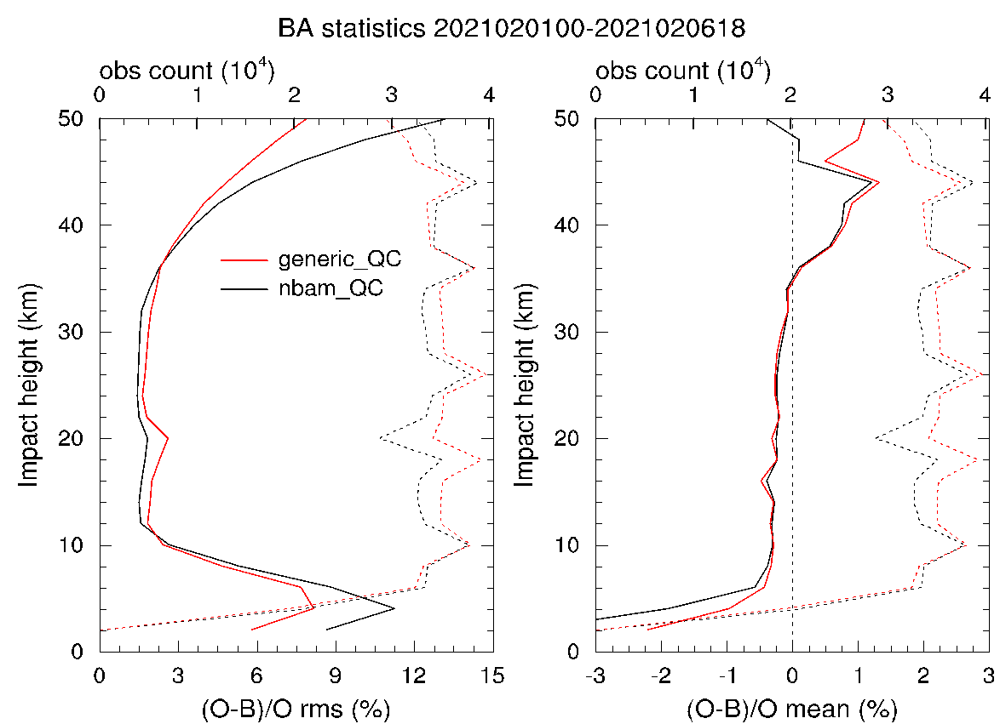 BA statistics 2021020100-2021020618
obs count (10⁴)
0 1 2 3 4
50
40
30
20
10
0
Impact height (km)
generic_QC
nbam_QC
0 3 6 9 12 15
(O-B)/O rms (%)
obs count (10⁴)
0 1 2 3 4
50
40
30
20
10
0
Impact height (km)
-3 -2 -1 0 1 2 3
(O-B)/O mean (%)